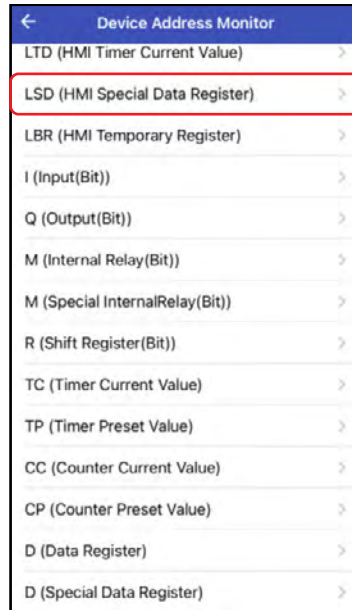 Device Address Monitor
LTD (HMI Timer Current Value)
LSD (HMI Special Data Register)
LBR (HMI Temporary Register)
I (Input(Bit))
Q (Output(Bit))
M (Internal Relay(Bit))
M (Special InternalRelay(Bit))
R (Shift Register(Bit))
TC (Timer Current Value)
TP (Timer Preset Value)
CC (Counter Current Value)
CP (Counter Preset Value)
D (Data Register)
D (Special Data Register)